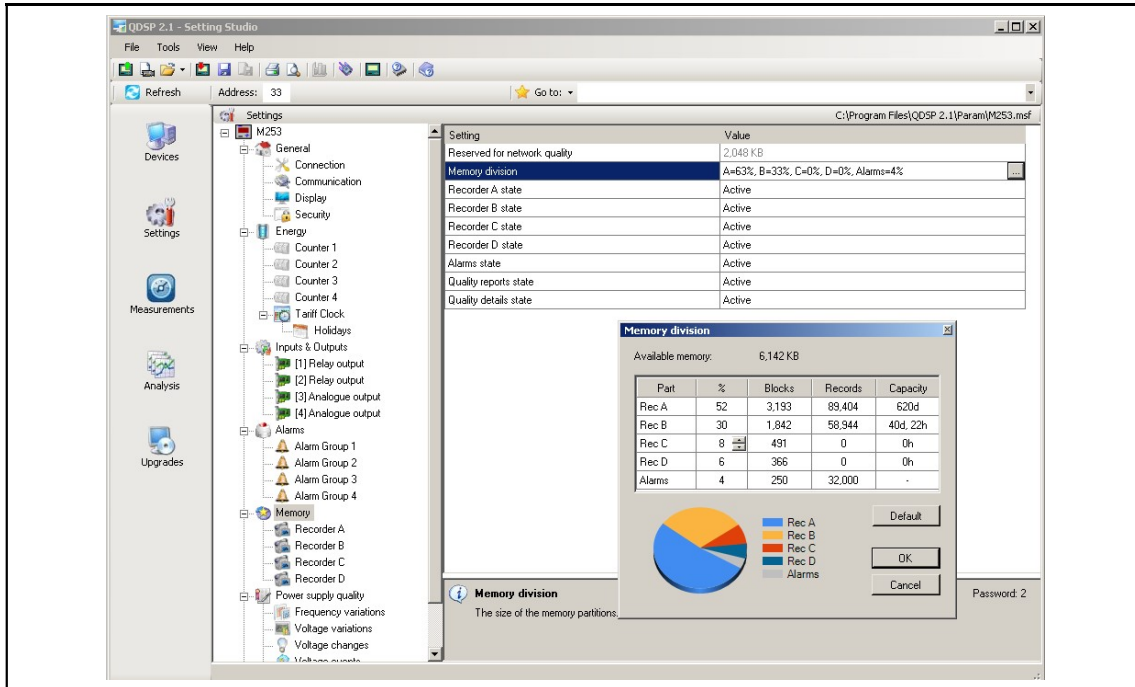 QDSP 2.1 - Setting Studio
File Tools View Help
Refresh Address: 33 Go to:
Settings C:\Program Files\QDSP 2.1\Param\M253.msf
Devices
Settings
Measurements
Analysis
Upgrades
M253
General
Connection
Communication
Display
Security
Energy
Counter 1
Counter 2
Counter 3
Counter 4
Tariff Clock
Holidays
Inputs & Outputs
[1] Relay output
[2] Relay output
[3] Analogue output
[4] Analogue output
Alarms
Alarm Group 1
Alarm Group 2
Alarm Group 3
Alarm Group 4
Memory
Recorder A
Recorder B
Recorder C
Recorder D
Power supply quality
Frequency variations
Voltage variations
Voltage changes
Voltage events
Setting Value
Reserved for network quality 2,048 KB
Memory division A=63%, B=33%, C=0%, D=0%, Alarms=4% ...
Recorder A state Active
Recorder B state Active
Recorder C state Active
Recorder D state Active
Alarms state Active
Quality reports state Active
Quality details state Active
Memory division
Available memory: 6,142 KB
Part % Blocks Records Capacity
Rec A 52 3,193 89,404 620d
Rec B 30 1,842 58,944 40d, 22h
Rec C 8 491 0 0h
Rec D 6 366 0 0h
Alarms 4 250 32,000 -
Rec A
Rec B
Rec C
Rec D
Alarms
Default
OK
Cancel
Memory division Password: 2
The size of the memory partitions.